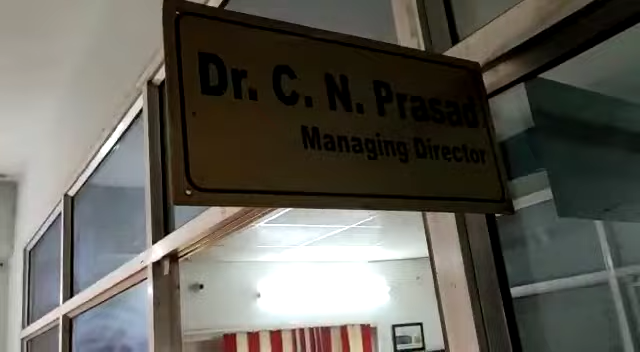 Dr. C. N. Prasad
Managing Director